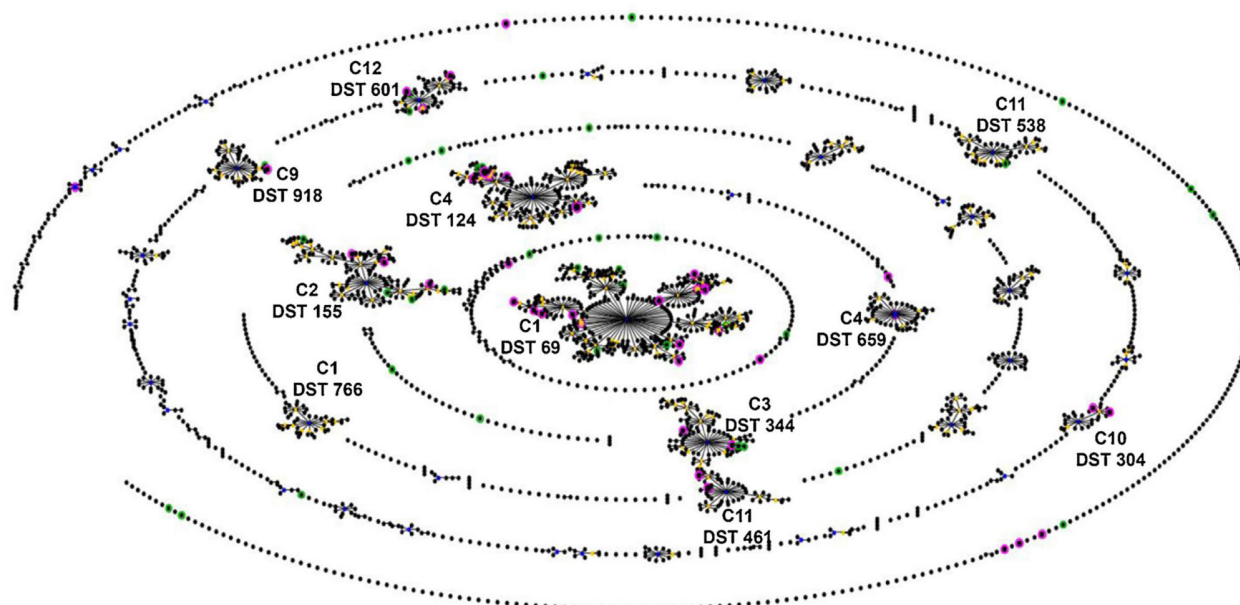 C12
DST 601
C11
DST 538
C9
DST 918
C4
DST 124
C2
DST 155
C1
DST 69
C4
DST 659
C1
DST 766
C3
DST 344
C10
DST 304
C11
DST 461